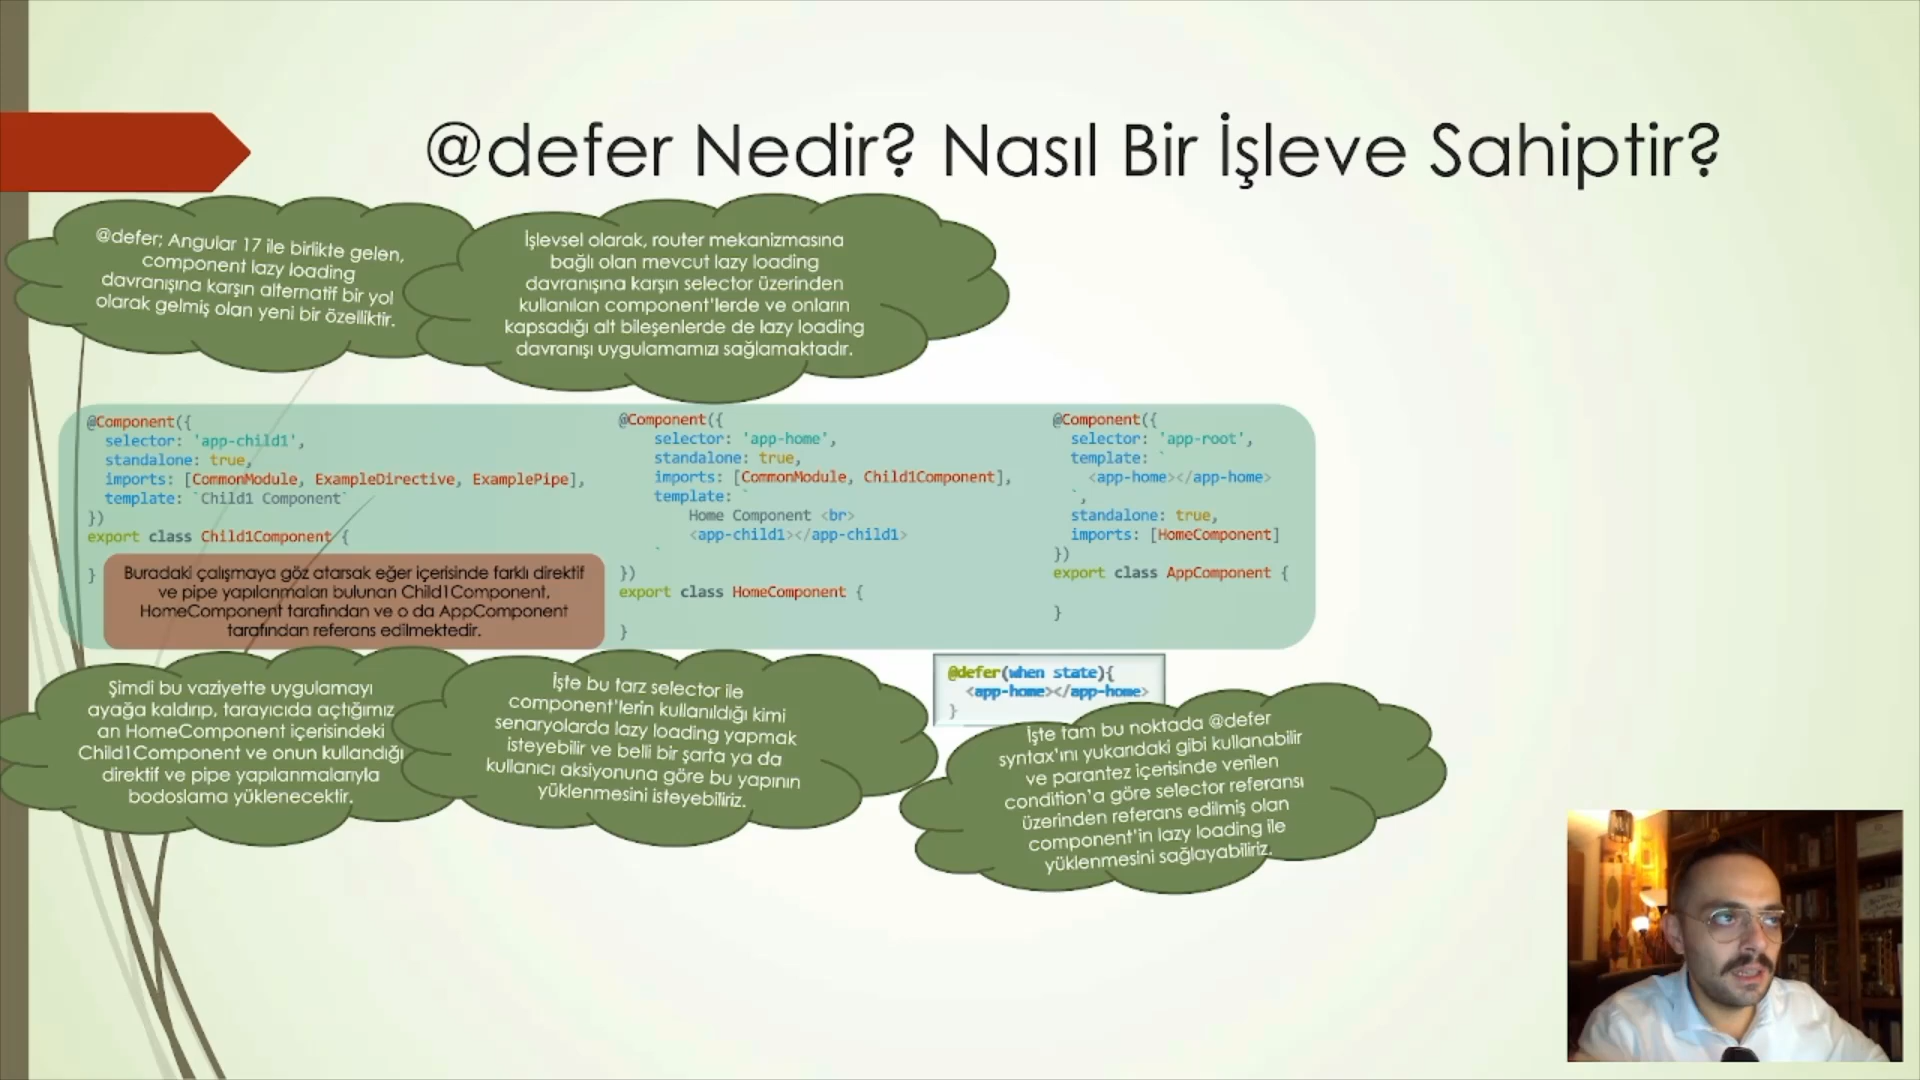 @defer Nedir? Nasıl Bir İşleve Sahiptir?
@defer; Angular 17 ile birlikte gelen,
component lazy loading
davranışına karşın alternatif bir yol
olarak gelmiş olan yeni bir özelliktir.
İşlevsel olarak, router mekanizmasına
bağlı olan mevcut lazy loading
davranışına karşın selector üzerinden
kullanılan component'lerde ve onların
kapsadığı alt bileşenlerde de lazy loading
davranışı uygulamamızı sağlamaktadır.
@Component({
selector: 'app-child1',
standalone: true,
imports: [CommonModule, ExampleDirective, ExamplePipe],
template: `Child1 Component`
})
export class Child1Component {
}
Buradaki çalışmaya göz atarsak eğer içerisinde farklı direktif
ve pipe yapılanmaları bulunan Child1Component,
HomeComponent tarafından ve o da AppComponent
tarafından referans edilmektedir.
@Component({
selector: 'app-home',
standalone: true,
imports: [CommonModule, Child1Component],
template: `
Home Component <br>
<app-child1></app-child1>
`
})
export class HomeComponent {
}
@Component({
selector: 'app-root',
template: `
<app-home></app-home>
`,
standalone: true,
imports: [HomeComponent]
})
export class AppComponent {
}
Şimdi bu vaziyette uygulamayı
ayağa kaldırıp, tarayıcıda açtığımız
an HomeComponent içerisindeki
Child1Component ve onun kullandığı
direktif ve pipe yapılanmalarıyla
bodoslama yüklenecektir.
İşte bu tarz selector ile
component'lerin kullanıldığı kimi
senaryolarda lazy loading yapmak
isteyebilir ve belli bir şarta ya da
kullanıcı aksiyonuna göre bu yapının
yüklenmesini isteyebiliriz.
@defer(when state){
<app-home></app-home>
}
İşte tam bu noktada @defer
syntax'ını yukarıdaki gibi kullanabilir
ve parantez içerisinde verilen
condition'a göre selector referansı
üzerinden referans edilmiş olan
component'in lazy loading ile
yüklenmesini sağlayabiliriz.